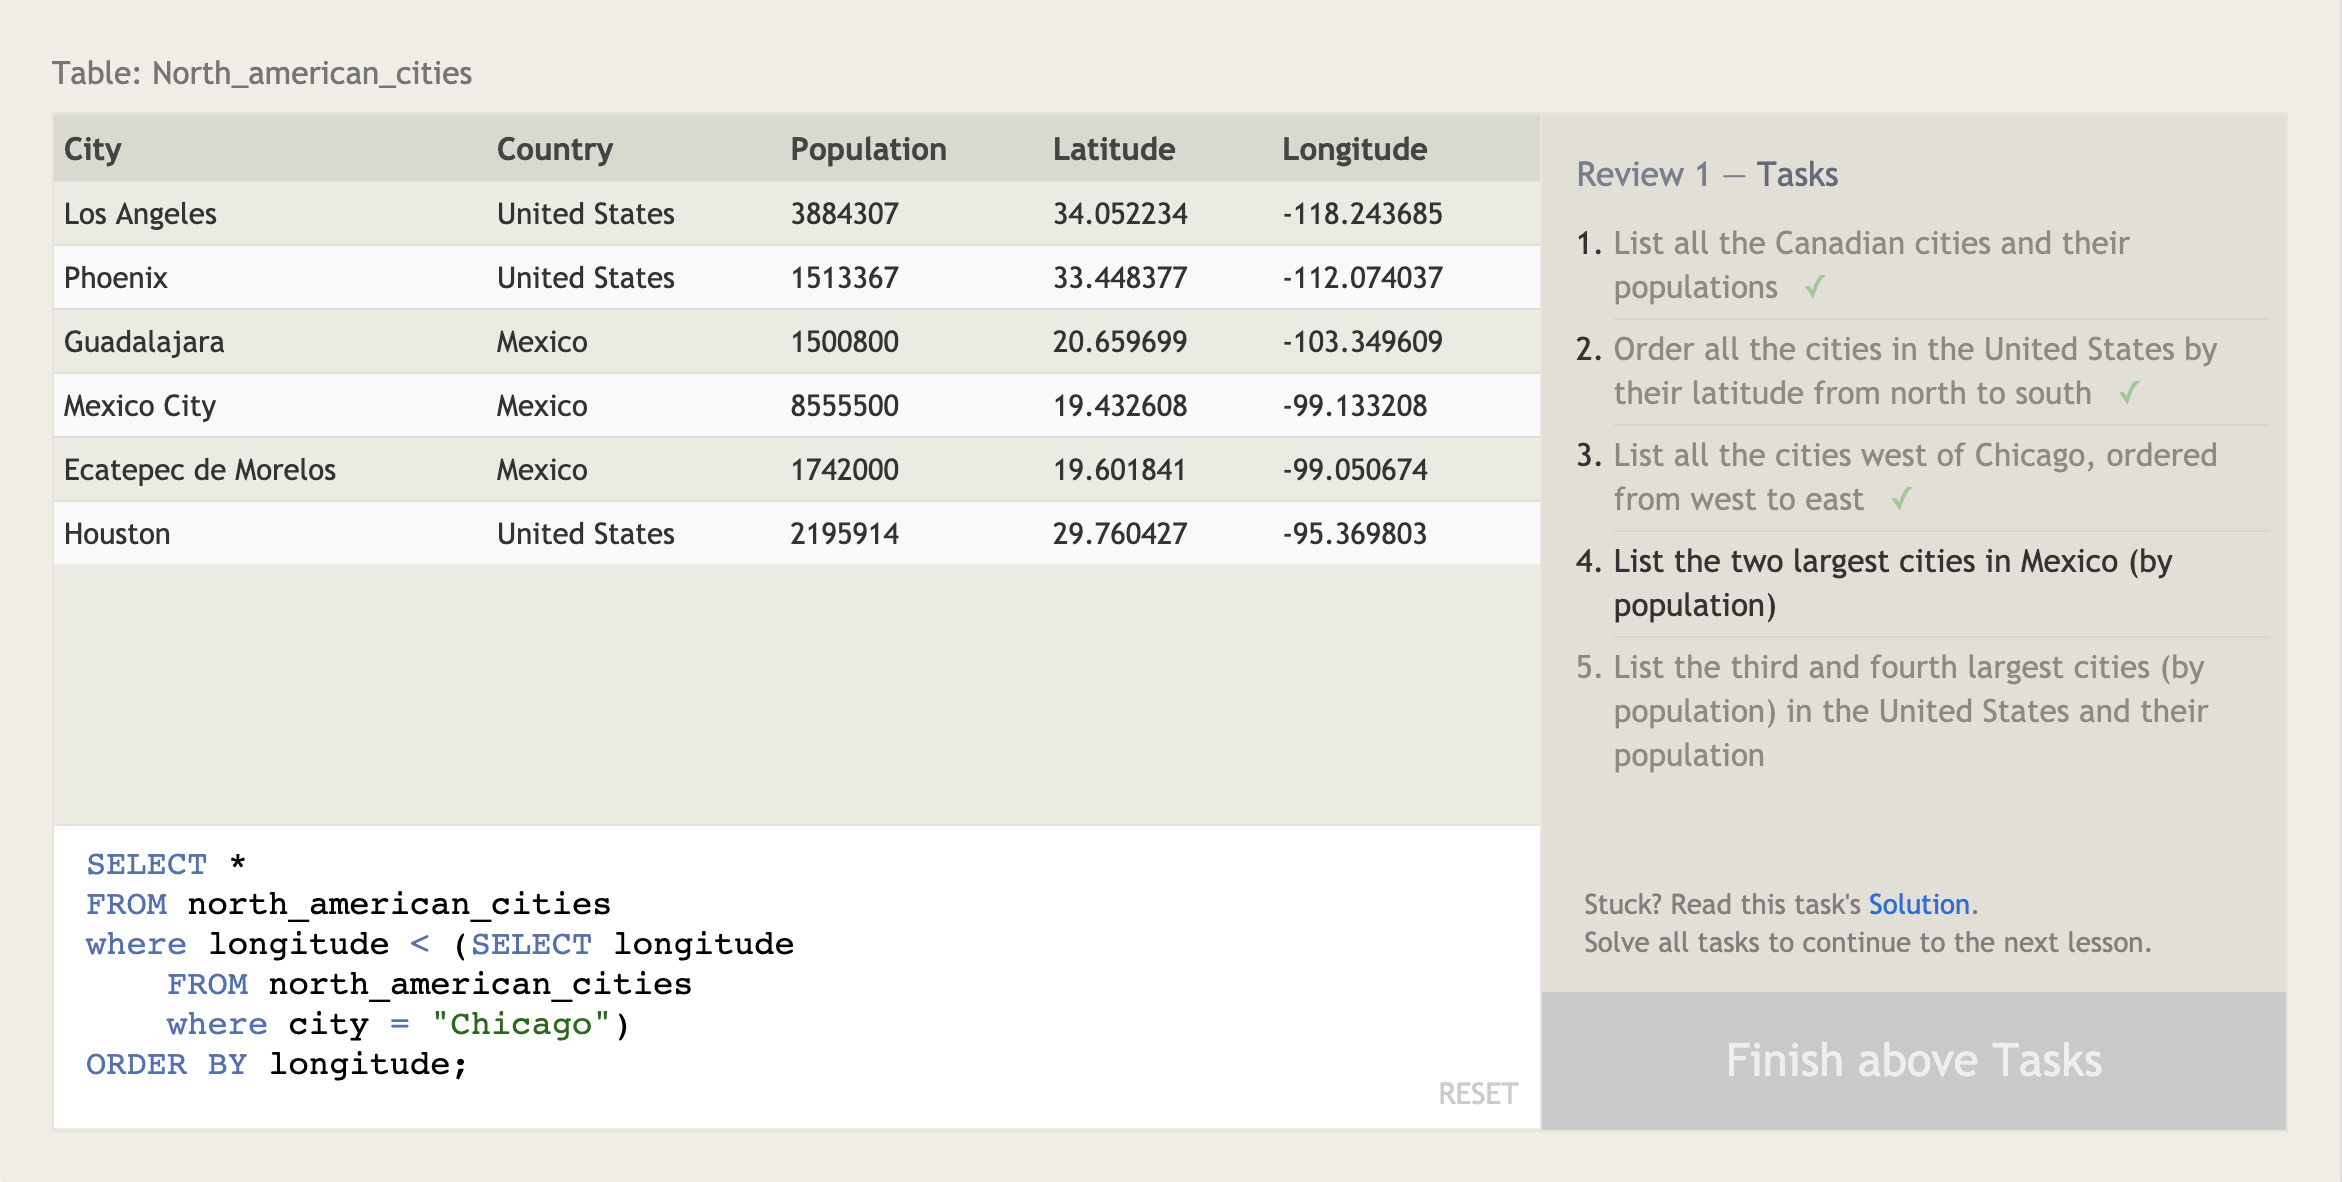 Table: North_american_cities
City Country Population Latitude Longitude
Los Angeles United States 3884307 34.052234 -118.243685
Phoenix United States 1513367 33.448377 -112.074037
Guadalajara Mexico 1500800 20.659699 -103.349609
Mexico City Mexico 8555500 19.432608 -99.133208
Ecatepec de Morelos Mexico 1742000 19.601841 -99.050674
Houston United States 2195914 29.760427 -95.369803
SELECT *
FROM north_american_cities
where longitude < (SELECT longitude
    FROM north_american_cities
    where city = "Chicago")
ORDER BY longitude;
RESET
Review 1 — Tasks
1. List all the Canadian cities and their
populations ✓
2. Order all the cities in the United States by
their latitude from north to south ✓
3. List all the cities west of Chicago, ordered
from west to east ✓
4. List the two largest cities in Mexico (by
population)
5. List the third and fourth largest cities (by
population) in the United States and their
population
Stuck? Read this task's Solution.
Solve all tasks to continue to the next lesson.
Finish above Tasks